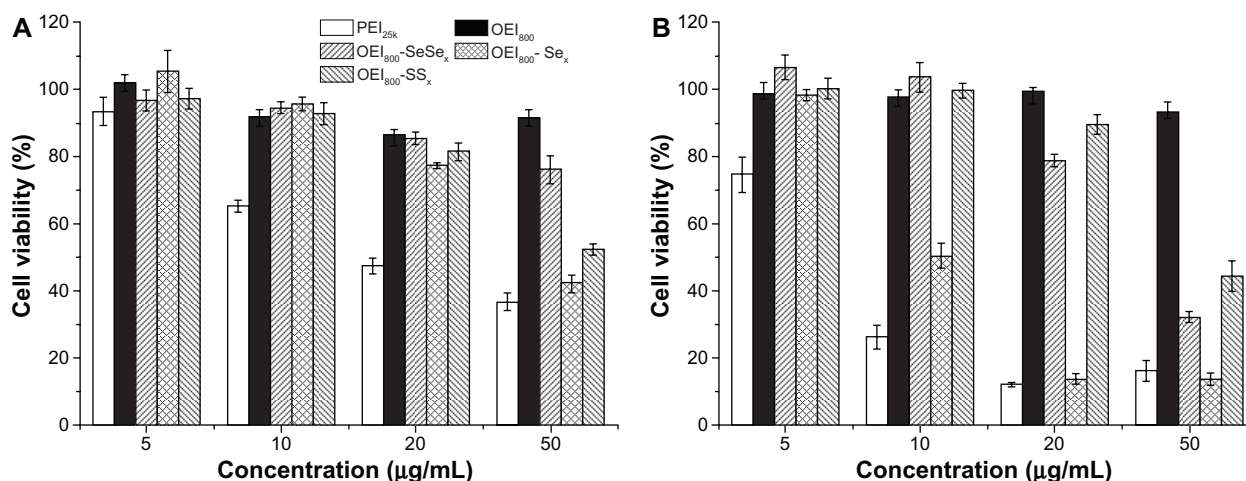 A
Cell viability (%)
120
100
80
60
40
20
0
PEI25k
OEI800
OEI800-SeSex
OEI800- Sex
OEI800-SSx
5 10 20 50
Concentration (µg/mL)
B
Cell viability (%)
120
100
80
60
40
20
0
5 10 20 50
Concentration (µg/mL)